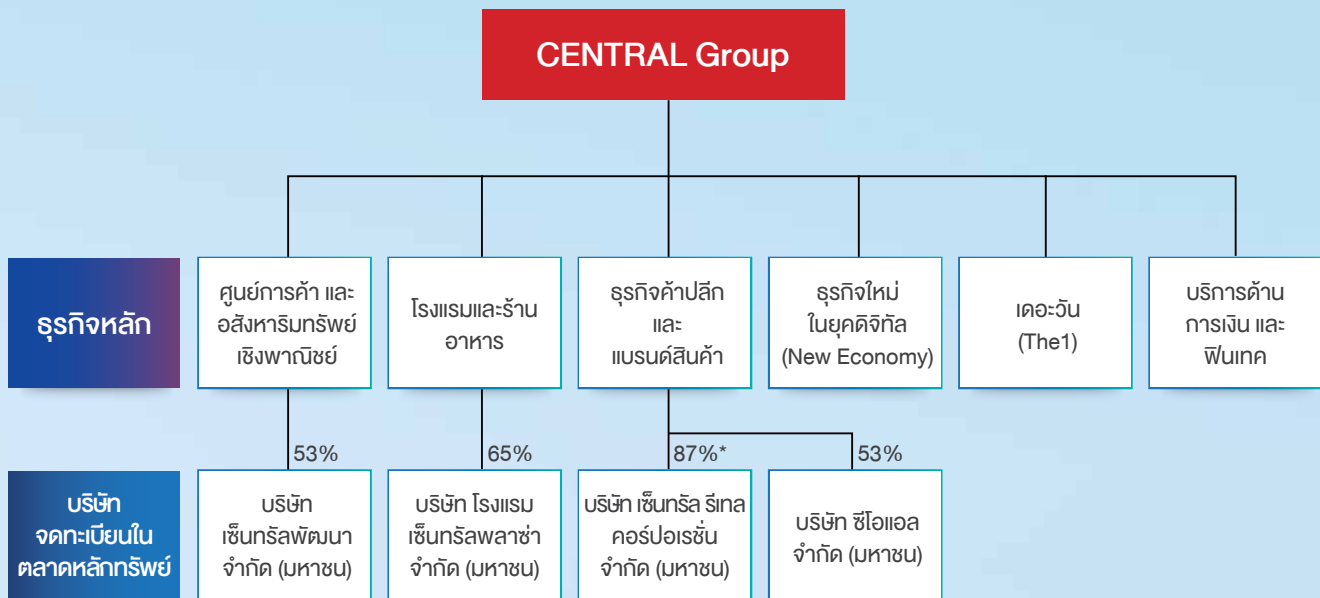 CENTRAL Group
ธุรกิจหลัก
ศูนย์การค้า และ
อสังหาริมทรัพย์
เชิงพาณิชย์
โรงแรมและร้าน
อาหาร
ธุรกิจค้าปลีก
และ
แบรนด์สินค้า
ธุรกิจใหม่
ในยุคดิจิทัล
(New Economy)
เดอะวัน
(The1)
บริการด้าน
การเงิน และ
ฟินเทค
53%
65%
87%*
53%
บริษัท
จดทะเบียนใน
ตลาดหลักทรัพย์
บริษัท
เซ็นทรัลพัฒนา
จำกัด (มหาชน)
บริษัท โรงแรม
เซ็นทรัลพลาซ่า
จำกัด (มหาชน)
บริษัท เซ็นทรัล รีเทล
คอร์ปอเรชั่น
จำกัด (มหาชน)
บริษัท ซีโอแอล
จำกัด (มหาชน)